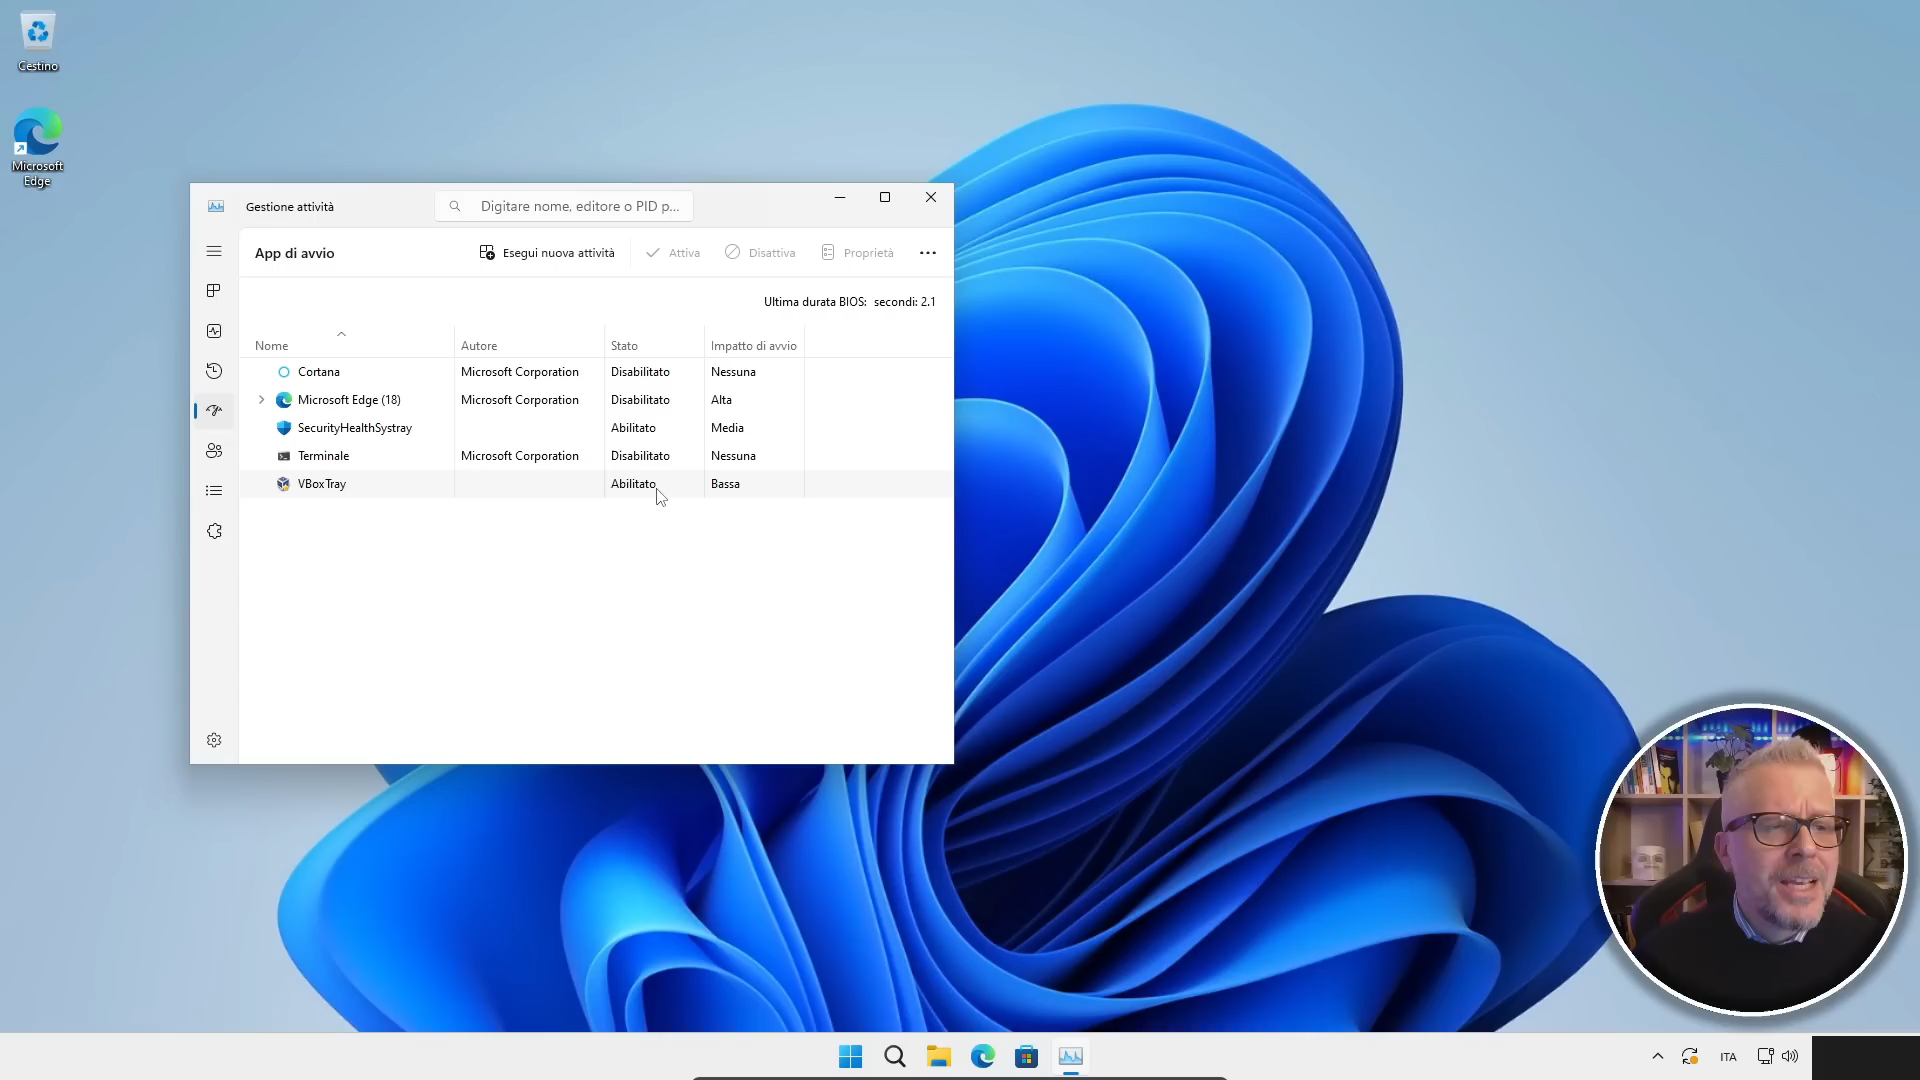 Cestino
Microsoft
Edge
Gestione attività
Digitare nome, editore o PID p...
App di avvio
Esegui nuova attività
Attiva
Disattiva
Proprietà
Ultima durata BIOS: secondi: 2.1
Nome Autore Stato Impatto di avvio
Cortana Microsoft Corporation Disabilitato Nessuna
Microsoft Edge (18) Microsoft Corporation Disabilitato Alta
SecurityHealthSystray Abilitato Media
Terminale Microsoft Corporation Disabilitato Nessuna
VBoxTray Abilitato Bassa
ITA